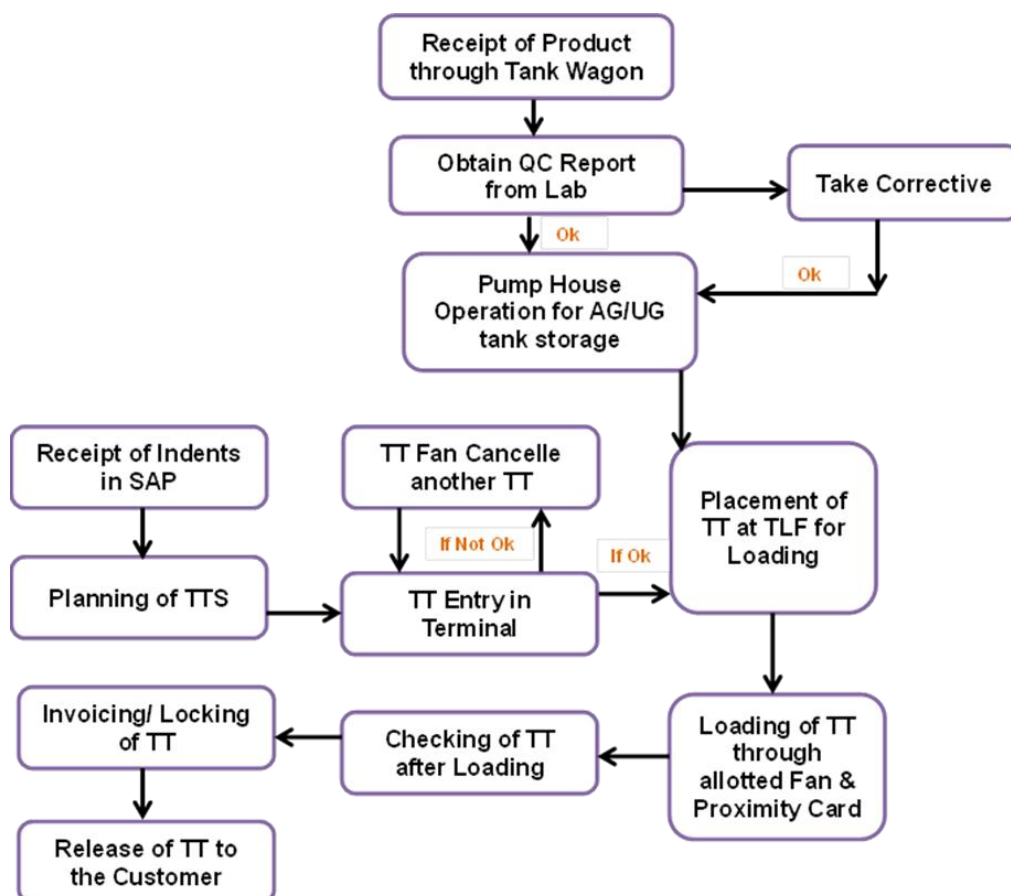 Receipt of Product
through Tank Wagon
Obtain QC Report
from Lab
Take Corrective
Ok
Ok
Pump House
Operation for AG/UG
tank storage
Receipt of Indents
in SAP
TT Fan Cancelle
another TT
Placement of
TT at TLF for
Loading
If Not Ok
If Ok
Planning of TTS
TT Entry in
Terminal
Invoicing/ Locking
of TT
Checking of TT
after Loading
Loading of TT
through
allotted Fan &
Proximity Card
Release of TT to
the Customer